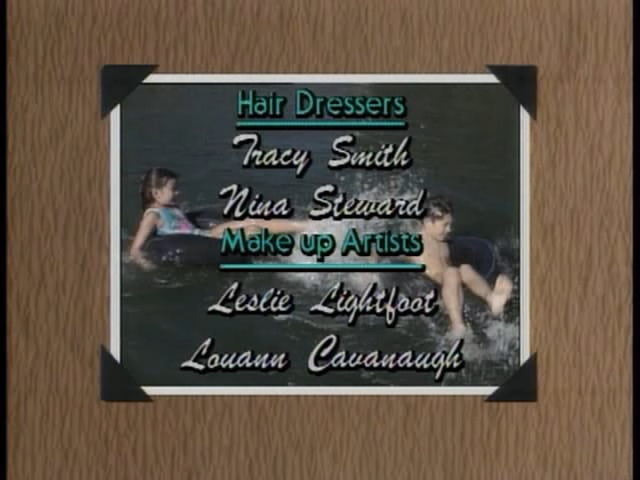 Hair Dressers
Tracy Smith
Nina Steward
Make up Artists
Leslie Lightfoot
Louann Cavanaugh